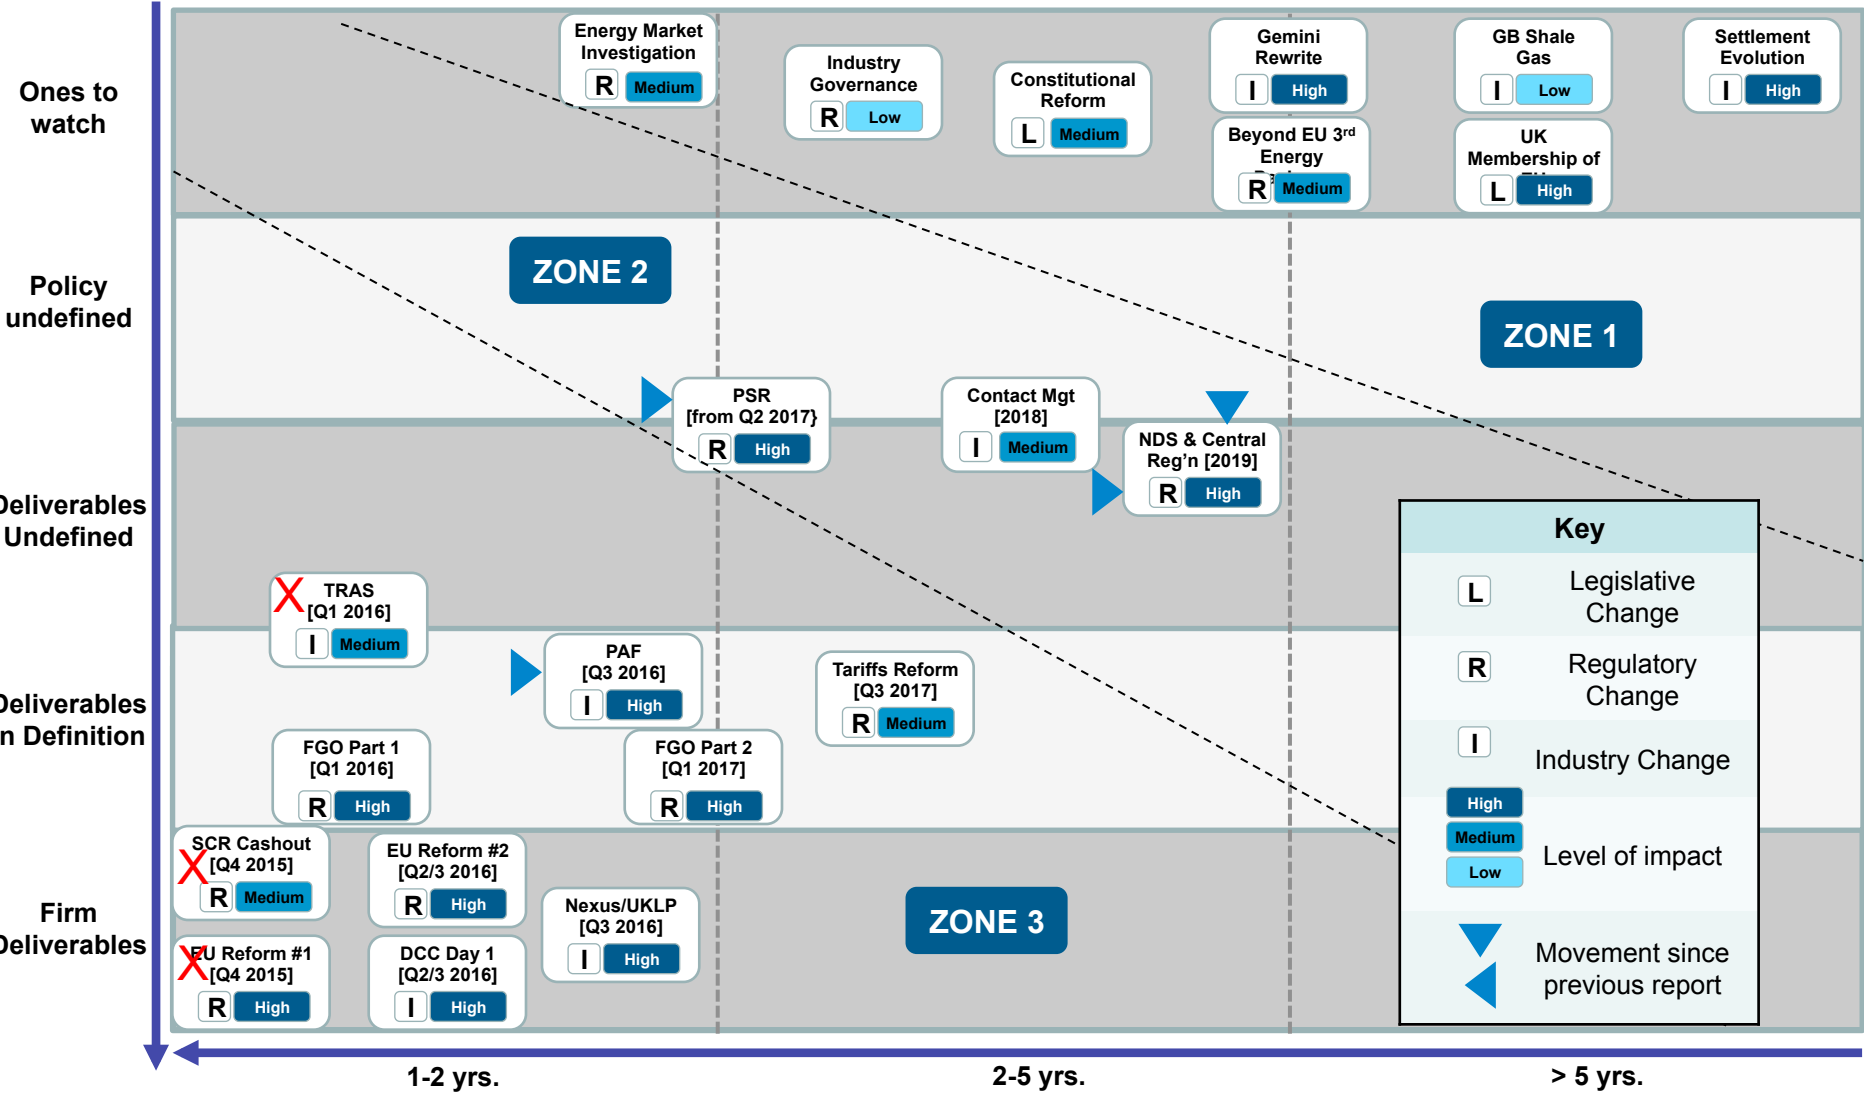 Ones to
watch
Energy Market
Investigation
R Medium
Industry
Governance
R Low
Constitutional
Reform
L Medium
Gemini
Rewrite
I High
Beyond EU 3rd
Energy
R Medium
GB Shale
Gas
I Low
UK
Membership of
L High
Settlement
Evolution
I High
Policy
undefined
ZONE 2
ZONE 1
PSR
[from Q2 2017}
R High
Contact Mgt
[2018]
I Medium
NDS & Central
Reg'n [2019]
R High
Deliverables
Undefined
TRAS
[Q1 2016]
I Medium
Deliverables
n Definition
PAF
[Q3 2016]
I High
Tariffs Reform
[Q3 2017]
R Medium
FGO Part 1
[Q1 2016]
R High
FGO Part 2
[Q1 2017]
R High
Firm
Deliverables
SCR Cashout
[Q4 2015]
R Medium
EU Reform #2
[Q2/3 2016]
R High
Nexus/UKLP
[Q3 2016]
I High
EU Reform #1
[Q4 2015]
R High
DCC Day 1
[Q2/3 2016]
I High
ZONE 3
Key
L Legislative
Change
R Regulatory
Change
I Industry Change
High
Medium
Low
Level of impact
Movement since
previous report
1-2 yrs.
2-5 yrs.
> 5 yrs.